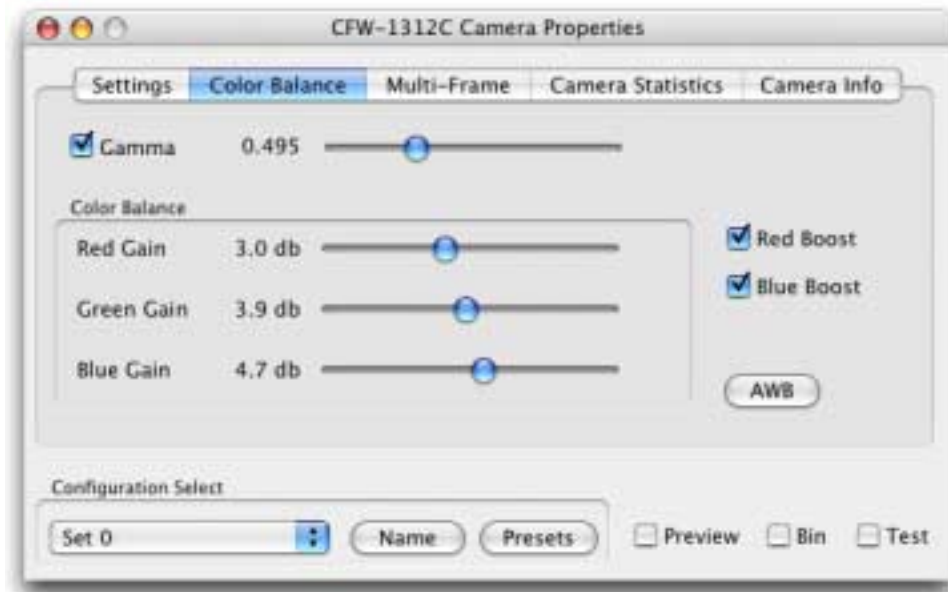 CFW-1312C Camera Properties
Settings Color Balance Multi-Frame Camera Statistics Camera Info
Gamma 0.495
Color Balance
Red Gain 3.0 db
Red Boost
Green Gain 3.9 db
Blue Boost
Blue Gain 4.7 db
AWB
Configuration Select
Set 0 Name Presets Preview Bin Test